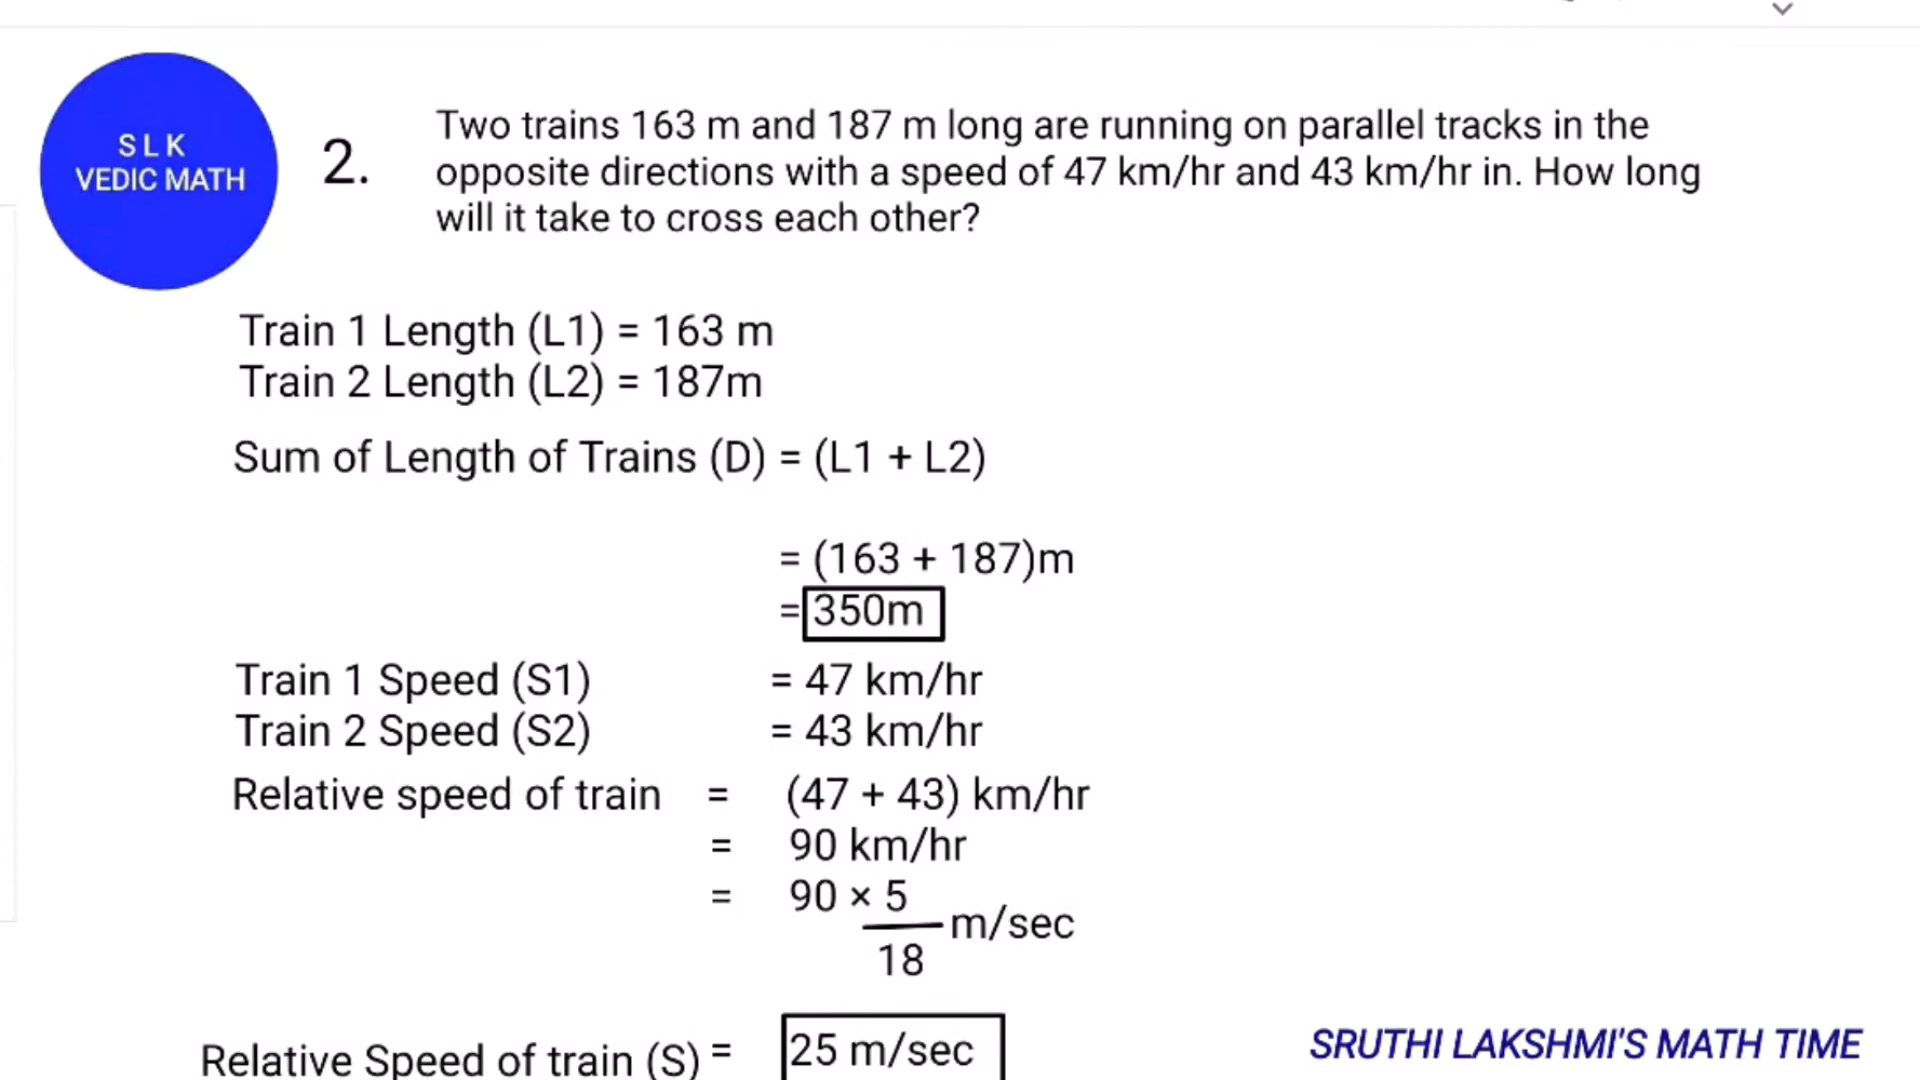 S L K
VEDIC MATH
2.
Two trains 163 m and 187 m long are running on parallel tracks in the
opposite directions with a speed of 47 km/hr and 43 km/hr in. How long
will it take to cross each other?
Train 1 Length (L1) = 163 m
Train 2 Length (L2) = 187m
Sum of Length of Trains (D) = (L1 + L2)
= (163 + 187)m
= 350m
Train 1 Speed (S1) = 47 km/hr
Train 2 Speed (S2) = 43 km/hr
Relative speed of train = (47 + 43) km/hr
= 90 km/hr
= 90 × 5
m/sec
18
Relative Speed of train (S) = 25 m/sec
SRUTHI LAKSHMI'S MATH TIME